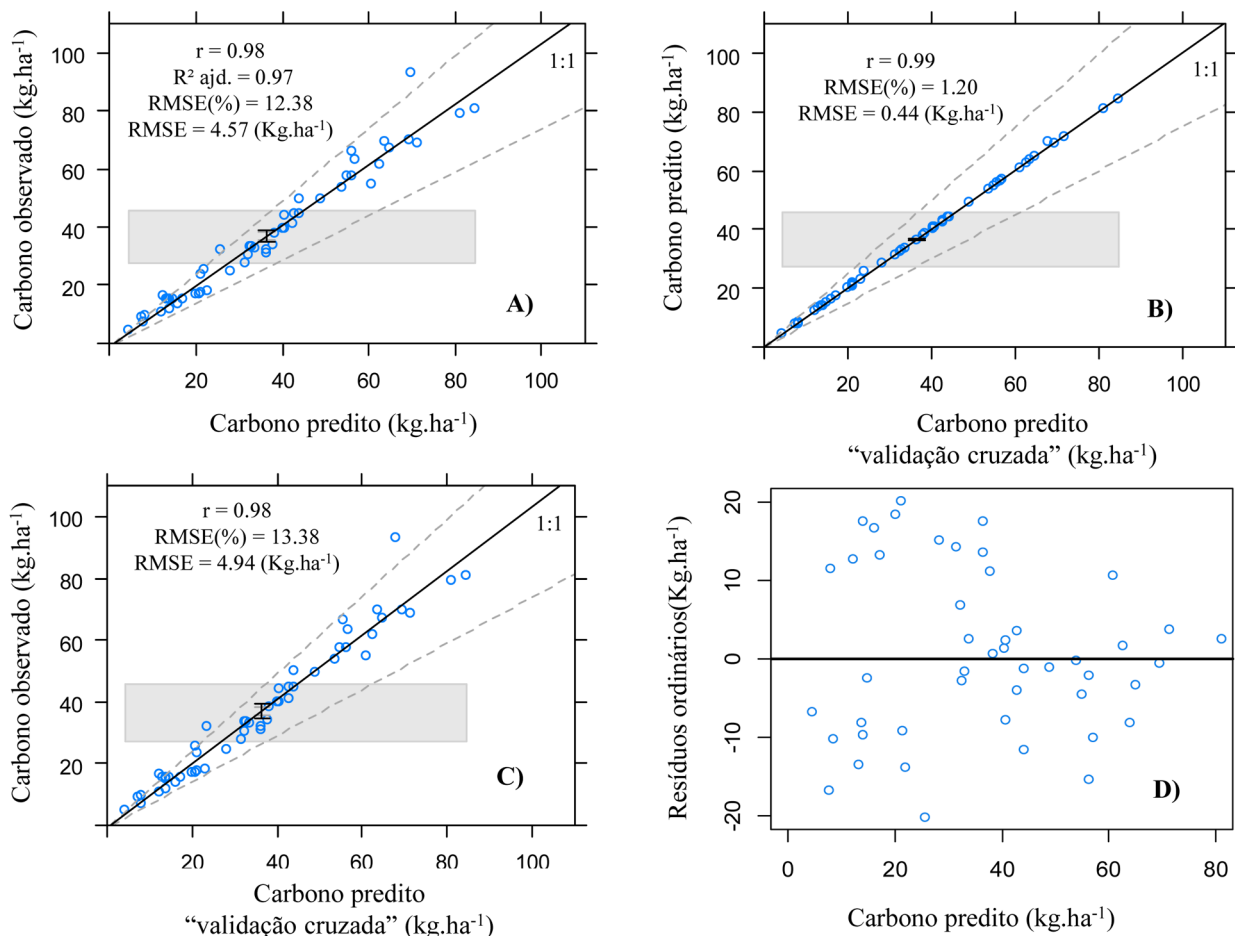 r = 0.98
R² ajd. = 0.97
RMSE(%) = 12.38
RMSE = 4.57 (Kg.ha⁻¹)
1:1
A)
Carbono observado (kg.ha⁻¹)
100
80
60
40
20
20
40
60
80
100
Carbono predito (kg.ha⁻¹)
r = 0.99
RMSE(%) = 1.20
RMSE = 0.44 (Kg.ha⁻¹)
1:1
B)
Carbono predito (kg.ha⁻¹)
100
80
60
40
20
20
40
60
80
100
Carbono predito
“validação cruzada” (kg.ha⁻¹)
r = 0.98
RMSE(%) = 13.38
RMSE = 4.94 (Kg.ha⁻¹)
1:1
C)
Carbono observado (kg.ha⁻¹)
100
80
60
40
20
20
40
60
80
100
Carbono predito
“validação cruzada” (kg.ha⁻¹)
D)
Resíduos ordinários(Kg.ha⁻¹)
20
10
0
-10
-20
0
20
40
60
80
Carbono predito (kg.ha⁻¹)